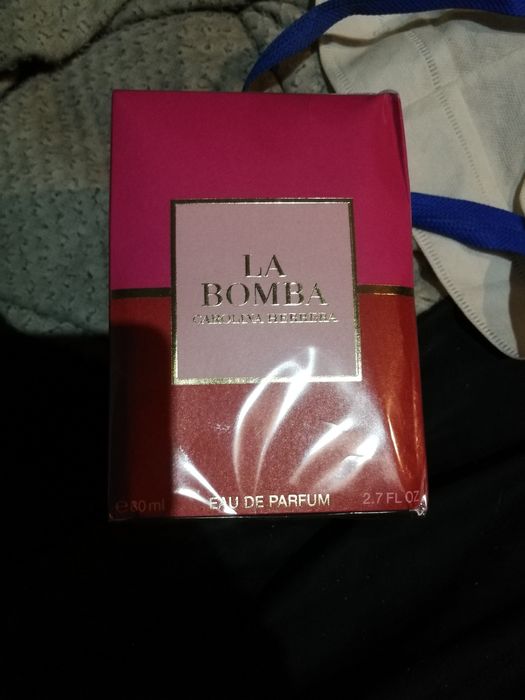 LA
BOMBA
CAROLINA HERRERA
℮80 ml EAU DE PARFUM 2.7 FL OZ